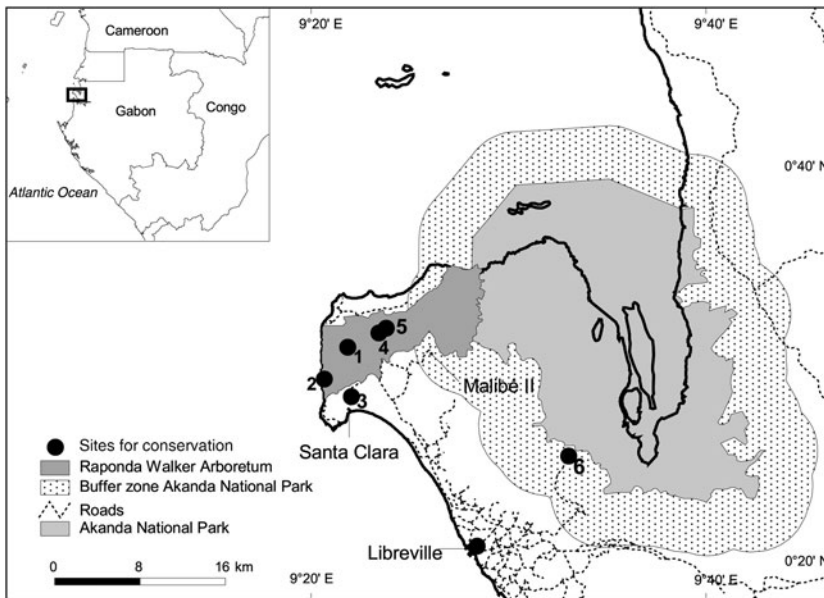 9°20' E
9°40' E
Cameroon
Gabon
Congo
Atlantic Ocean
0°40' N
5
4
1
2
3
Malibé II
Santa Clara
6
Sites for conservation
Raponda Walker Arboretum
Buffer zone Akanda National Park
Roads
Akanda National Park
Libreville
0
8
16 km
0°20' N
9°20' E
9°40' E